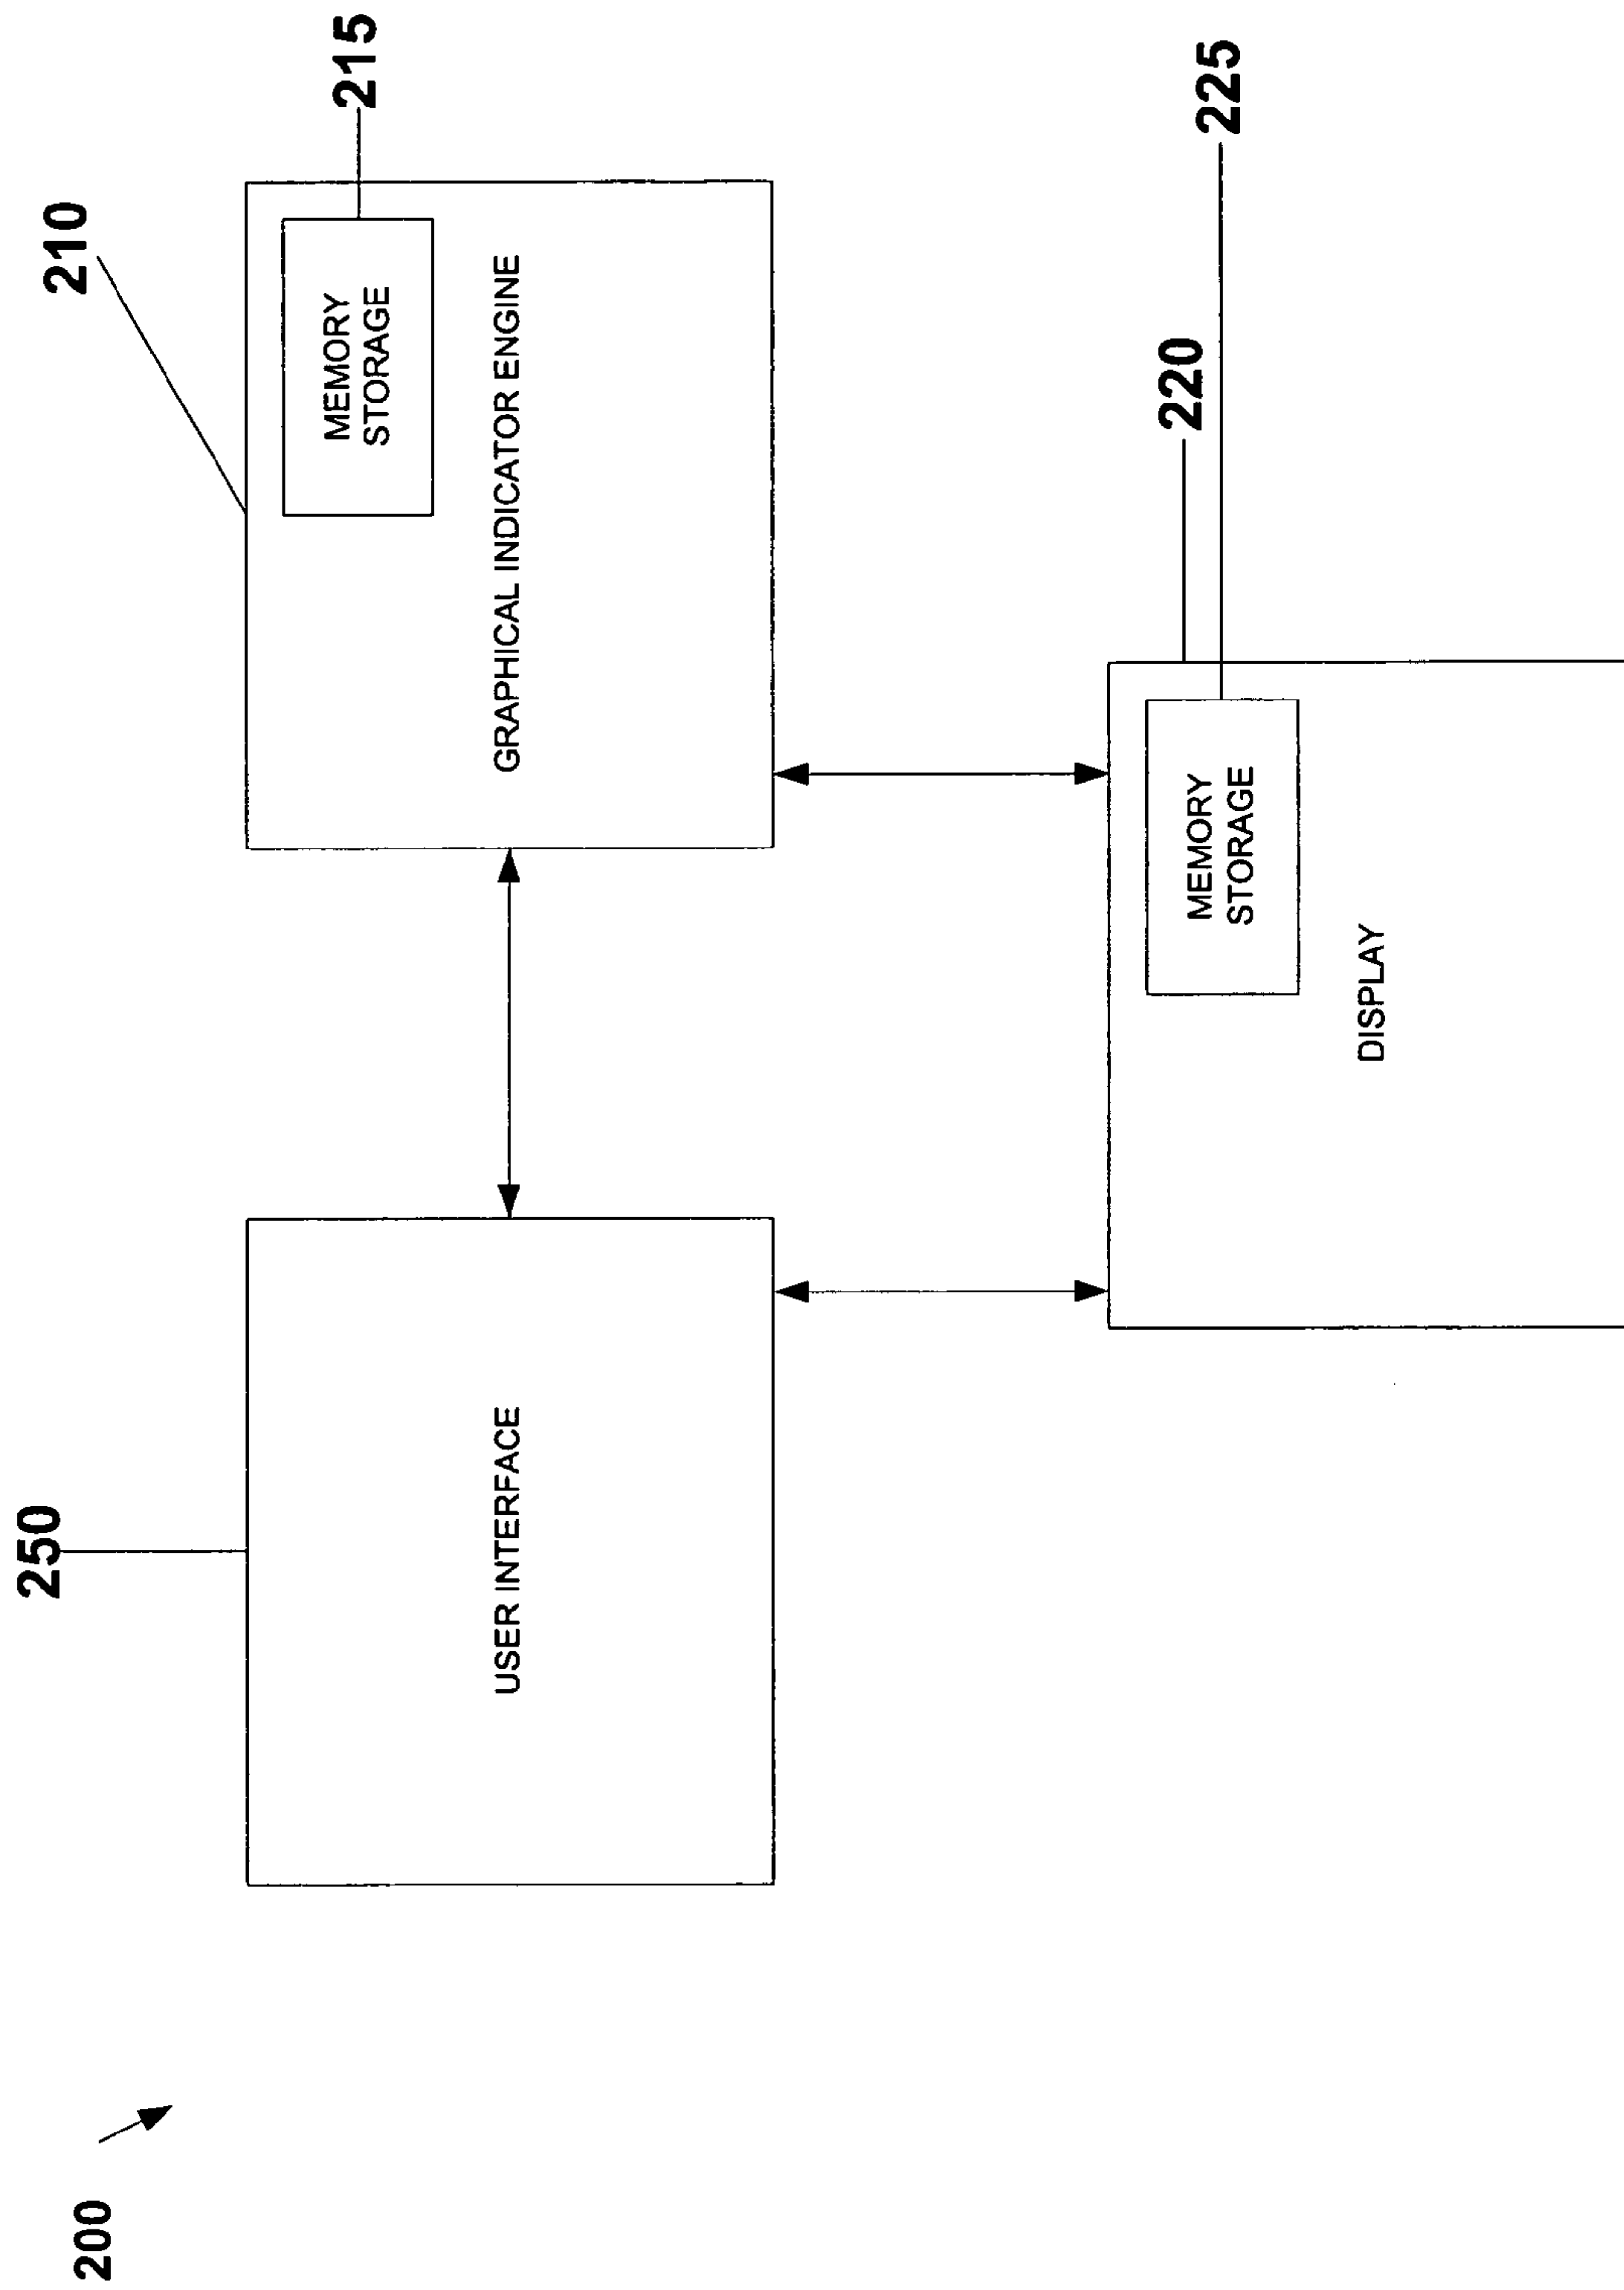 200
250
210
215
USER INTERFACE
MEMORY
STORAGE
GRAPHICAL INDICATOR ENGINE
220
225
MEMORY
STORAGE
DISPLAY